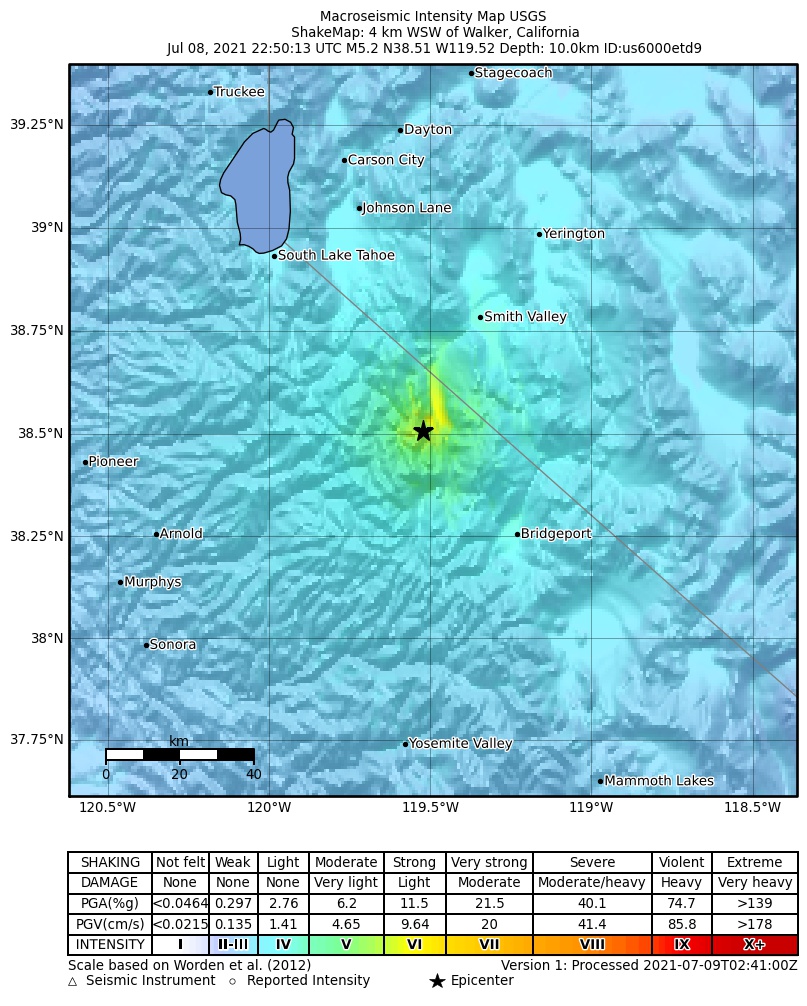 Macroseismic Intensity Map USGS
ShakeMap: 4 km WSW of Walker, California
Jul 08, 2021 22:50:13 UTC M5.2 N38.51 W119.52 Depth: 10.0km ID:us6000etd9
Stagecoach
Truckee
39.25°N
Dayton
Carson City
Johnson Lane
39°N
Yerington
South Lake Tahoe
Smith Valley
38.75°N
38.5°N
Pioneer
Arnold
38.25°N
Bridgeport
Murphys
38°N
Sonora
37.75°N
km
Yosemite Valley
0 20 40
Mammoth Lakes
120.5°W 120°W 119.5°W 119°W 118.5°W
SHAKING Not felt Weak Light Moderate Strong Very strong Severe Violent Extreme
DAMAGE None None None Very light Light Moderate Moderate/heavy Heavy Very heavy
PGA(%g) <0.0464 0.297 2.76 6.2 11.5 21.5 40.1 74.7 >139
PGV(cm/s) <0.0215 0.135 1.41 4.65 9.64 20 41.4 85.8 >178
INTENSITY I II-III IV V VI VII VIII IX X+
Scale based on Worden et al. (2012) Version 1: Processed 2021-07-09T02:41:00Z
△ Seismic Instrument ○ Reported Intensity ★ Epicenter